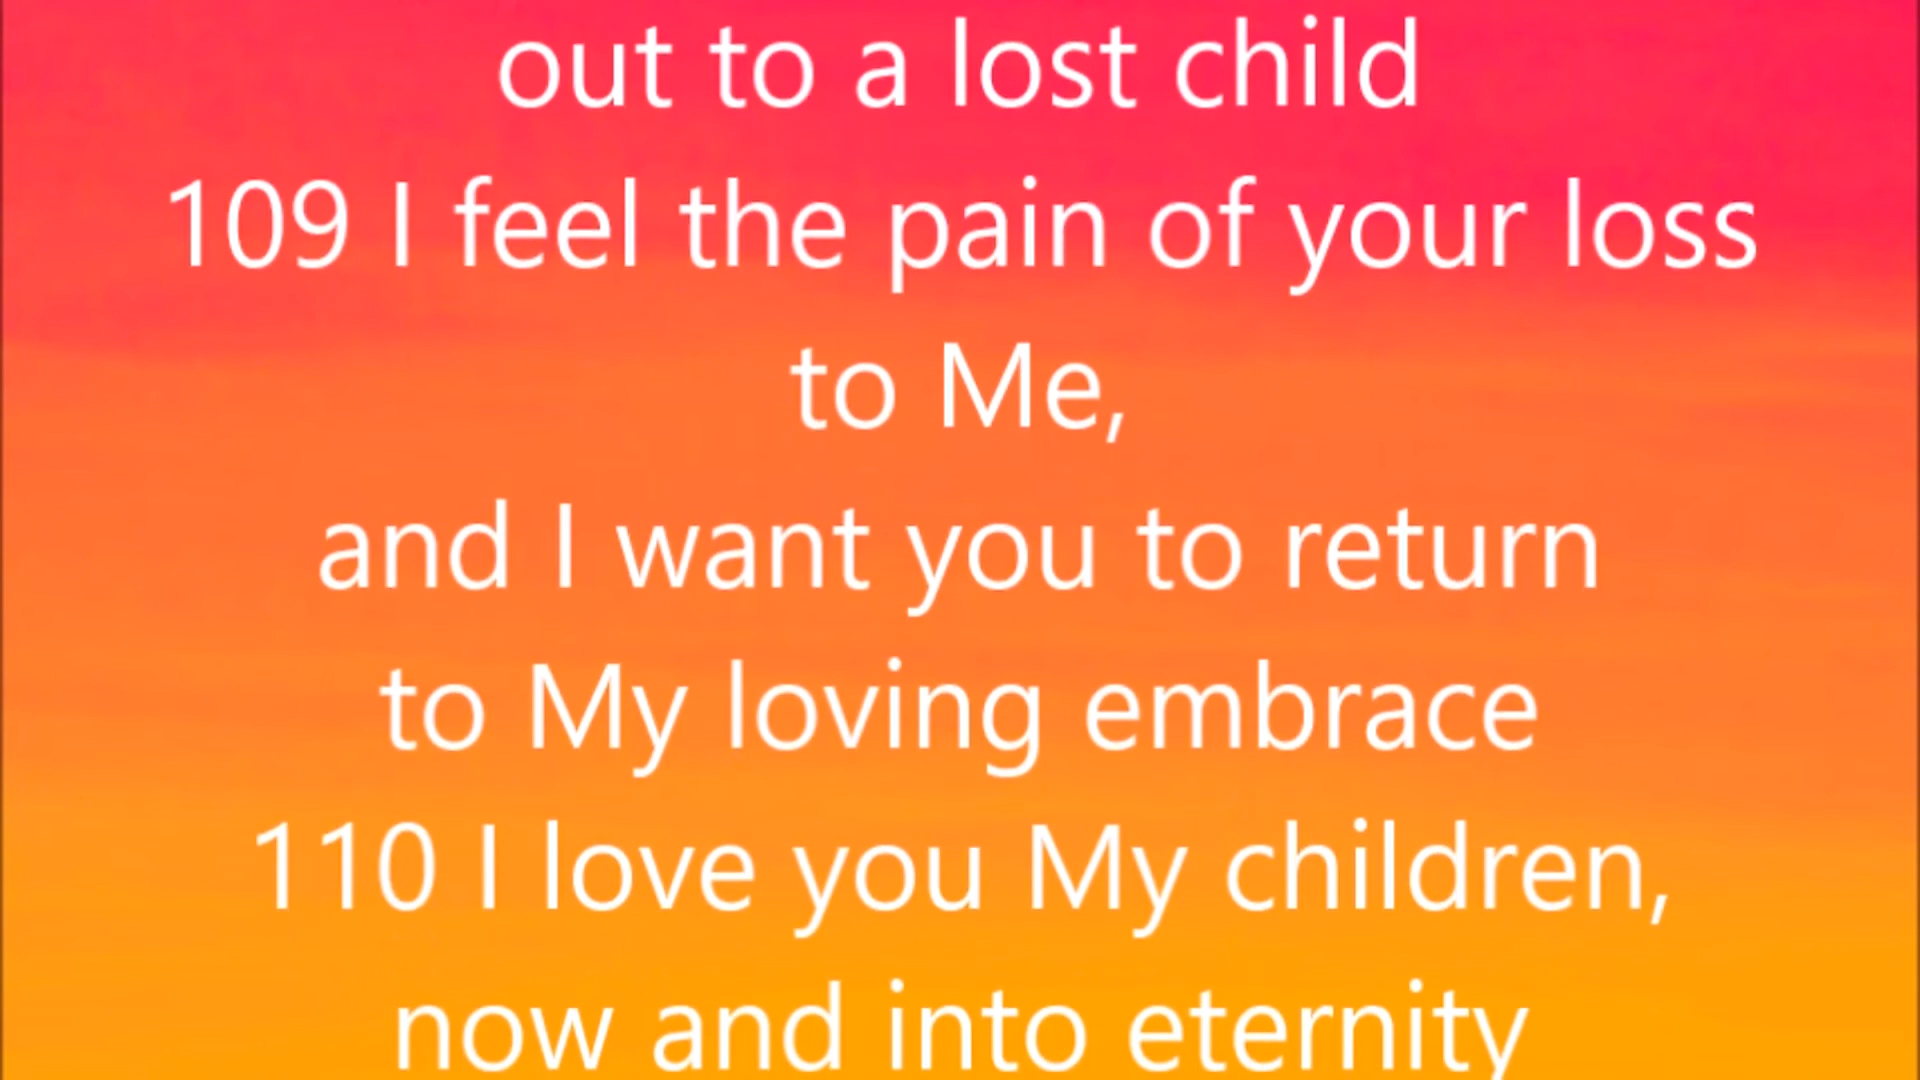 out to a lost child
109 I feel the pain of your loss
to Me,
and I want you to return
to My loving embrace
110 I love you My children,
now and into eternity